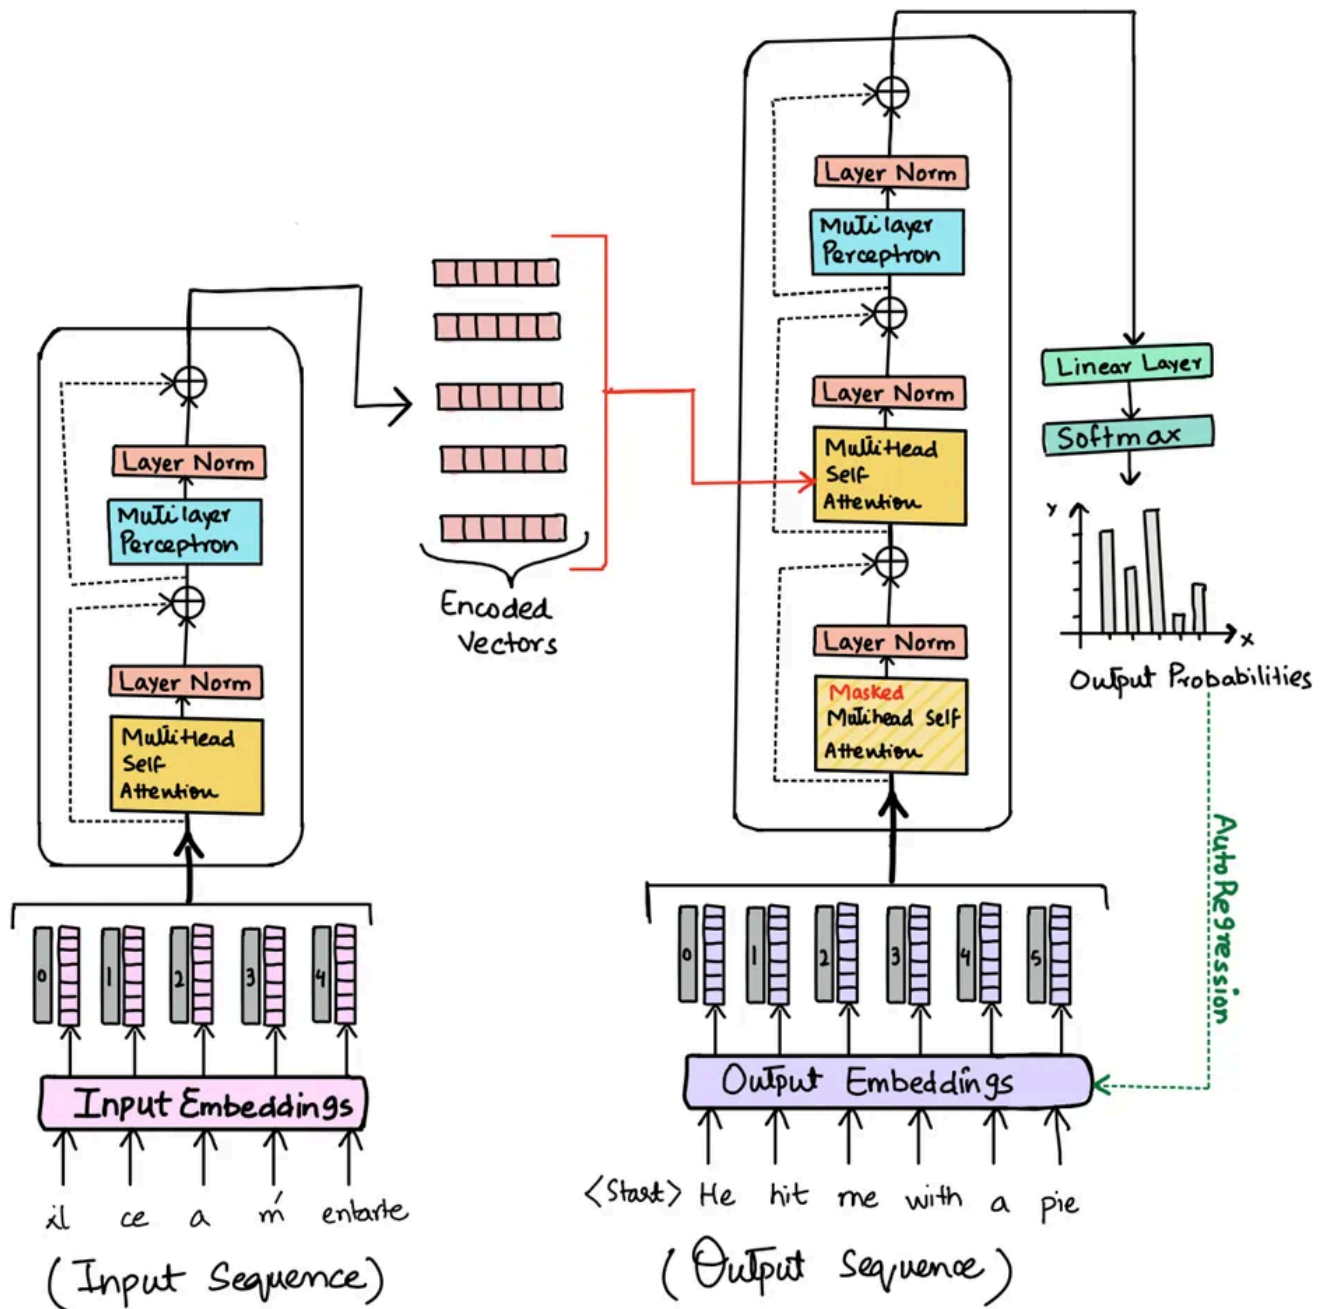 Layer Norm
Multilayer
Perceptron
Layer Norm
MultiHead
Self
Attention
0 1 2 3 4
Input Embeddings
il ce a ḿ entarte
(Input Sequence)
Encoded
Vectors
Layer Norm
Multilayer
Perceptron
Layer Norm
MultiHead
Self
Attention
Layer Norm
Masked
Multihead Self
Attention
0 1 2 3 4 5
Output Embeddings
<Start> He hit me with a pie
(Output Sequence)
Linear Layer
Softmax
Y
X
Output Probabilities
AutoRegression